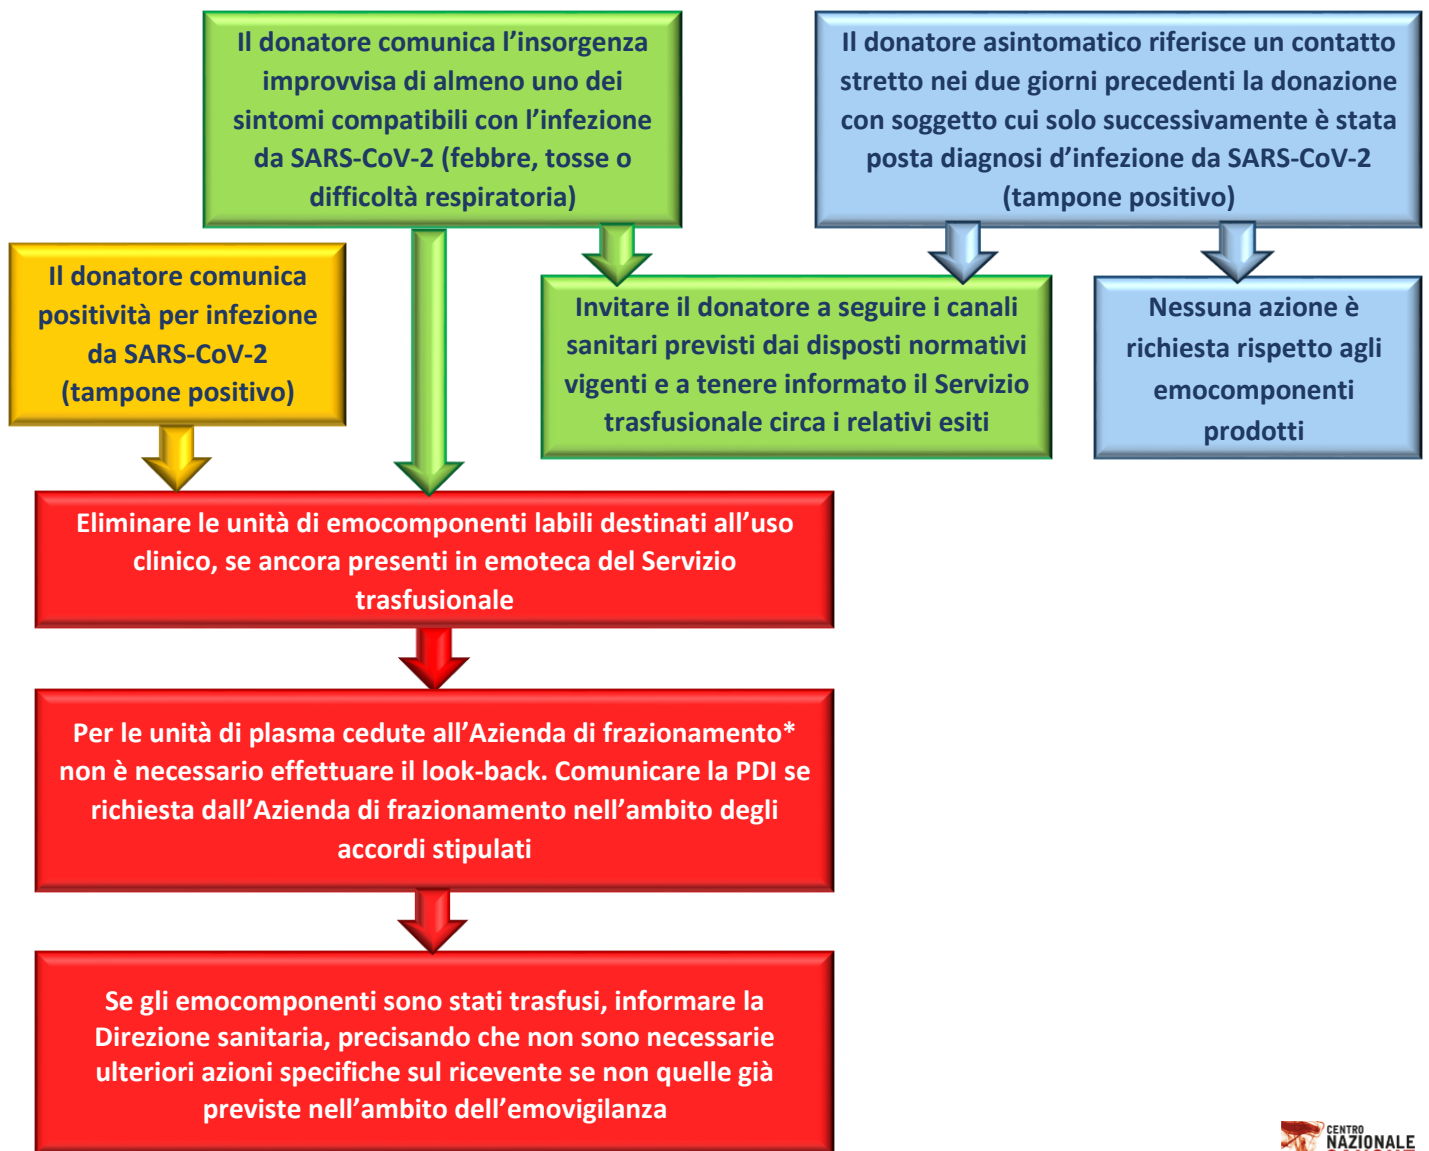 Il donatore comunica l’insorgenza
improvvisa di almeno uno dei
sintomi compatibili con l’infezione
da SARS-CoV-2 (febbre, tosse o
difficoltà respiratoria)
Il donatore asintomatico riferisce un contatto
stretto nei due giorni precedenti la donazione
con soggetto cui solo successivamente è stata
posta diagnosi d’infezione da SARS-CoV-2
(tampone positivo)
Il donatore comunica
positività per infezione
da SARS-CoV-2
(tampone positivo)
Invitare il donatore a seguire i canali
sanitari previsti dai disposti normativi
vigenti e a tenere informato il Servizio
trasfusionale circa i relativi esiti
Nessuna azione è
richiesta rispetto agli
emocomponenti
prodotti
Eliminare le unità di emocomponenti labili destinati all’uso
clinico, se ancora presenti in emoteca del Servizio
trasfusionale
Per le unità di plasma cedute all’Azienda di frazionamento*
non è necessario effettuare il look-back. Comunicare la PDI se
richiesta dall’Azienda di frazionamento nell’ambito degli
accordi stipulati
Se gli emocomponenti sono stati trasfusi, informare la
Direzione sanitaria, precisando che non sono necessarie
ulteriori azioni specifiche sul ricevente se non quelle già
previste nell’ambito dell’emovigilanza
CENTRO
NAZIONALE